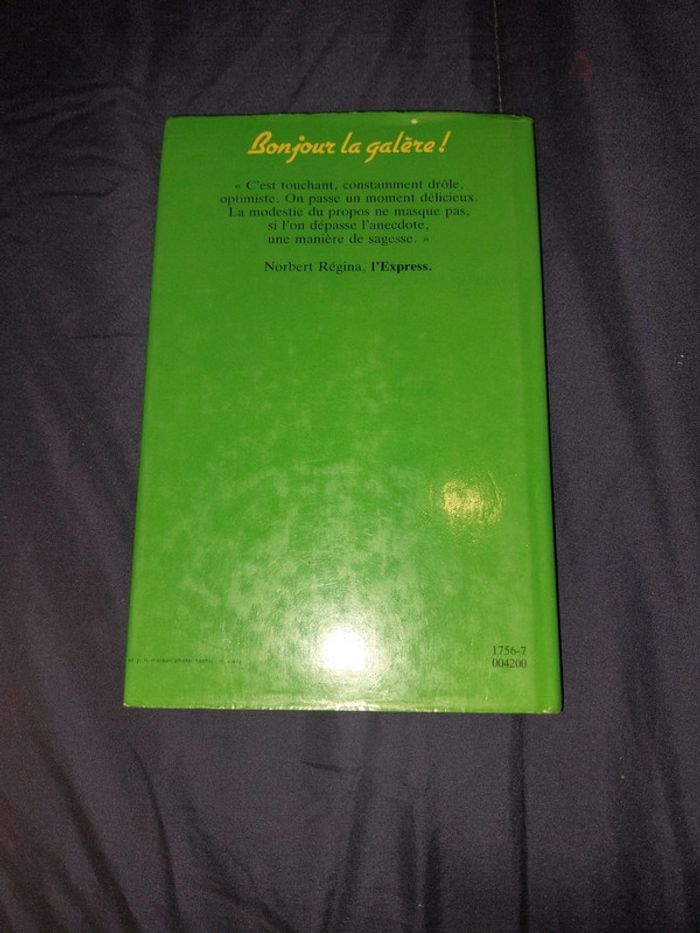 Bonjour la galère !
« C'est touchant, constamment drôle,
optimiste. On passe un moment délicieux.
La modestie du propos ne masque pas,
si l'on dépasse l'anecdote,
une manière de sagesse. »
Norbert Régina, l'Express.
1756-7
004200